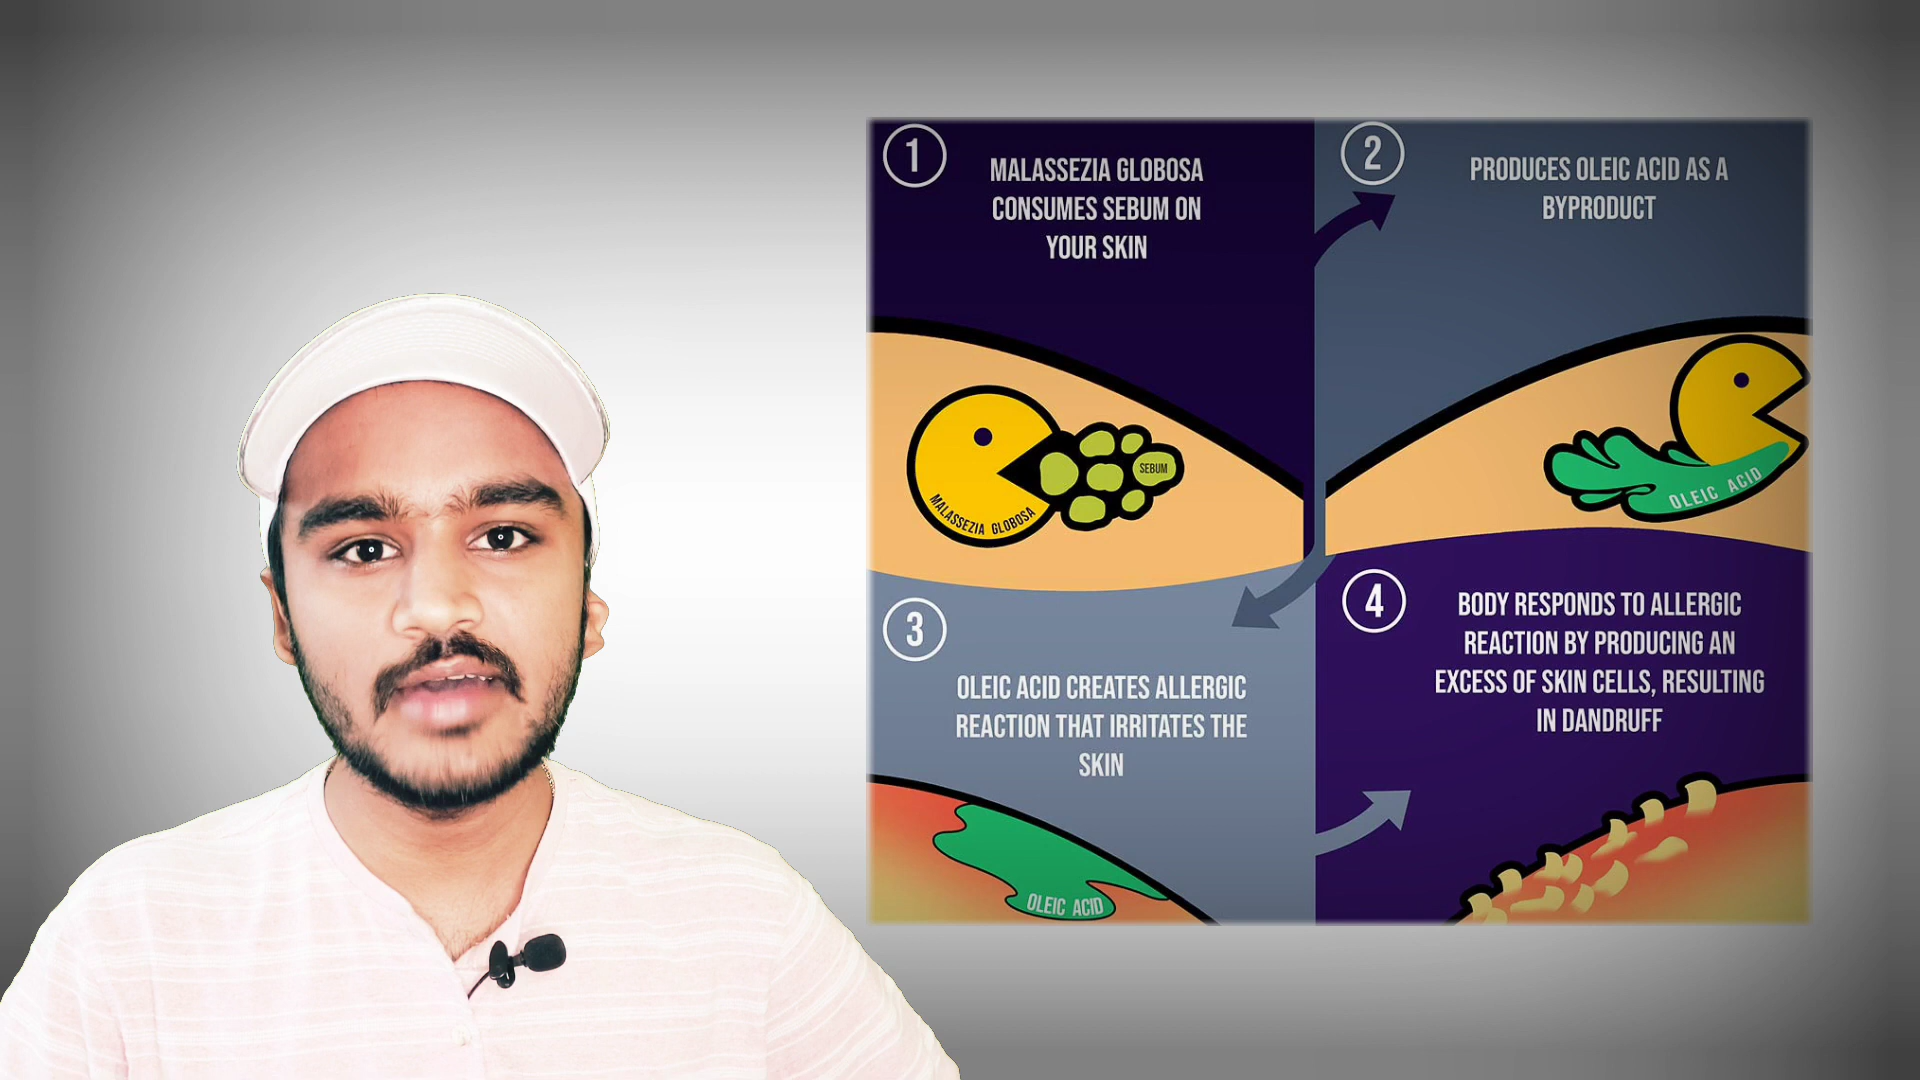 1
MALASSEZIA GLOBOSA
CONSUMES SEBUM ON
YOUR SKIN
SEBUM
MALASSEZIA GLOBOSA
2
PRODUCES OLEIC ACID AS A
BYPRODUCT
OLEIC ACID
3
OLEIC ACID CREATES ALLERGIC
REACTION THAT IRRITATES THE
SKIN
OLEIC ACID
4
BODY RESPONDS TO ALLERGIC
REACTION BY PRODUCING AN
EXCESS OF SKIN CELLS, RESULTING
IN DANDRUFF